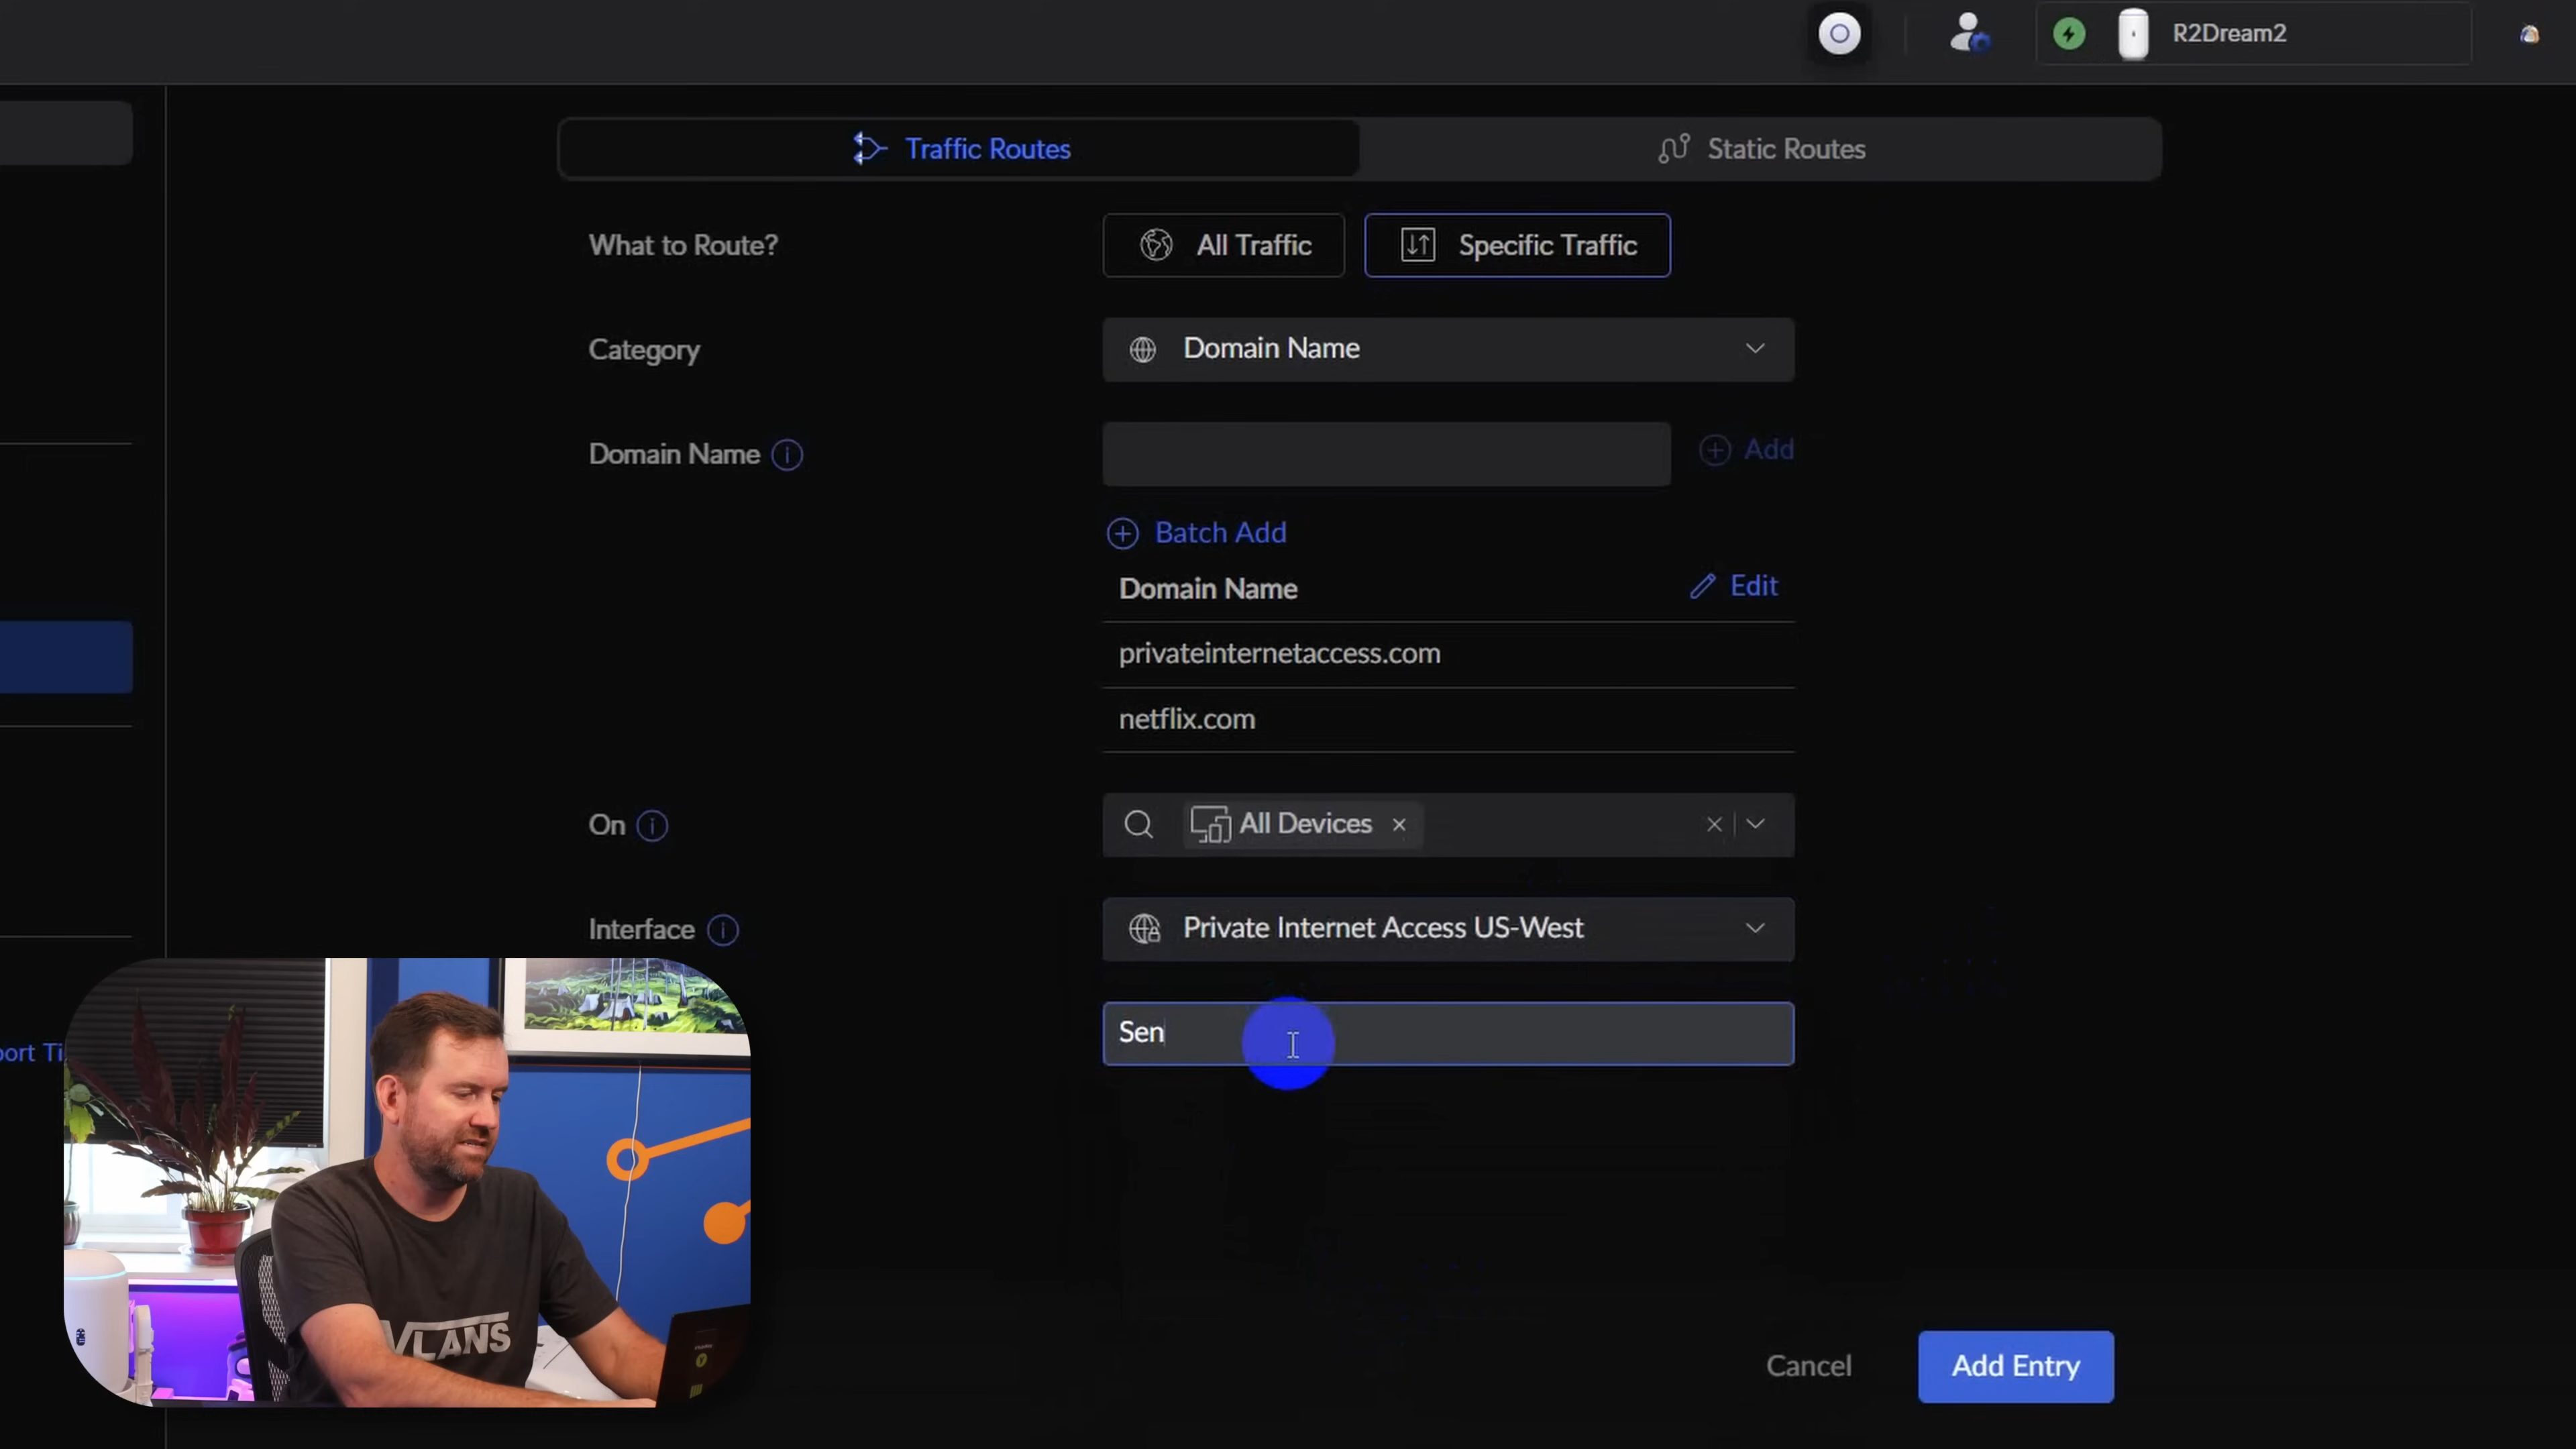 R2Dream2
Traffic Routes
Static Routes
What to Route?
All Traffic
Specific Traffic
Category
Domain Name
Domain Name
Add
Batch Add
Domain Name
Edit
privateinternetaccess.com
netflix.com
On
All Devices
Interface
Private Internet Access US-West
Sen
port Ti
VLANS
Cancel
Add Entry